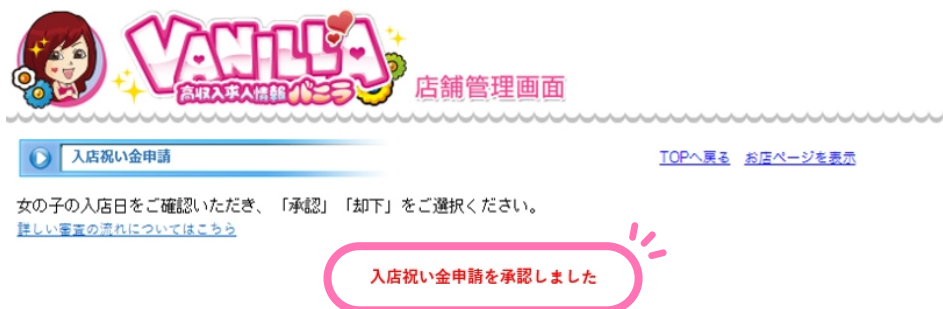 VANILLA
高収入求人情報バニラ
店舗管理画面
入店祝い金申請
TOPへ戻る お店ページを表示
女の子の入店日をご確認いただき、「承認」「却下」をご選択ください。
詳しい審査の流れについてはこちら
入店祝い金申請を承認しました